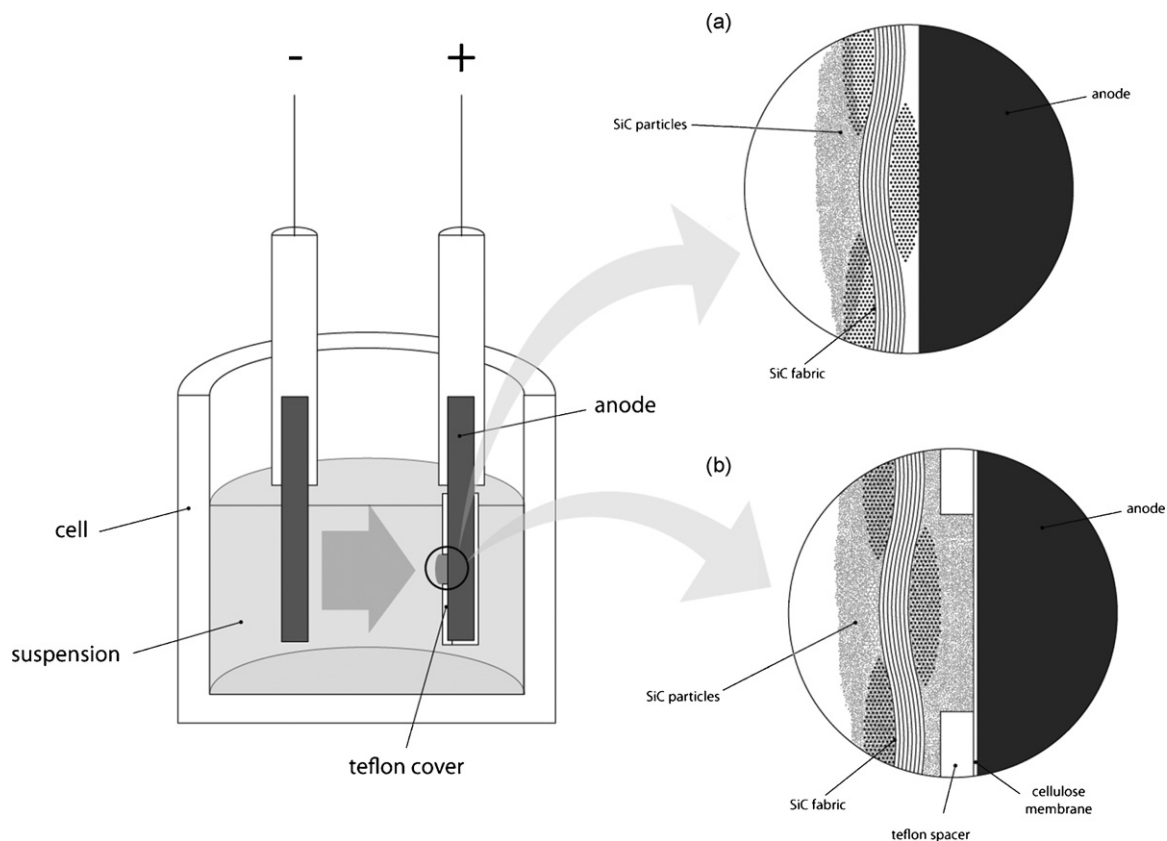 -
+
anode
cell
suspension
teflon cover
(a)
anode
SiC particles
SiC fabric
(b)
anode
SiC particles
SiC fabric
cellulose
membrane
teflon spacer